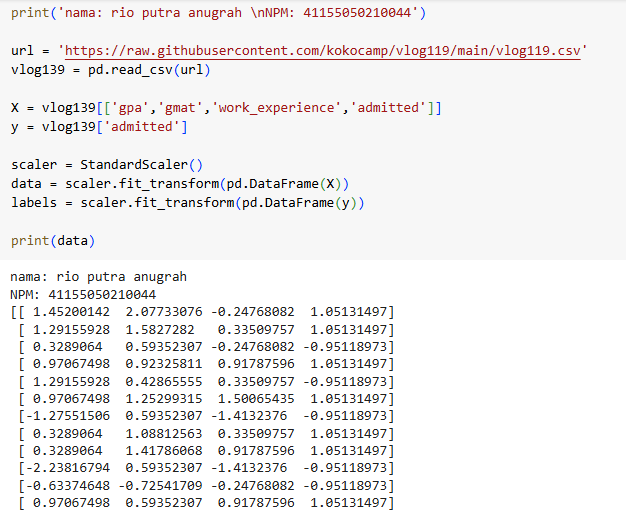 print('nama: rio putra anugrah \nNPM: 41155050210044')
url = 'https://raw.githubusercontent.com/kokocamp/vlog119/main/vlog119.csv'
vlog139 = pd.read_csv(url)
X = vlog139[['gpa','gmat','work_experience','admitted']]
y = vlog139['admitted']
scaler = StandardScaler()
data = scaler.fit_transform(pd.DataFrame(X))
labels = scaler.fit_transform(pd.DataFrame(y))
print(data)
nama: rio putra anugrah
NPM: 41155050210044
[[ 1.45200142  2.07733076 -0.24768082  1.05131497]
 [ 1.29155928  1.5827282   0.33509757  1.05131497]
 [ 0.3289064   0.59352307 -0.24768082 -0.95118973]
 [ 0.97067498  0.92325811  0.91787596  1.05131497]
 [ 1.29155928  0.42865555  0.33509757 -0.95118973]
 [ 0.97067498  1.25299315  1.50065435  1.05131497]
 [-1.27551506  0.59352307 -1.4132376  -0.95118973]
 [ 0.3289064   1.08812563  0.33509757  1.05131497]
 [ 0.3289064   1.41786068  0.91787596  1.05131497]
 [-2.23816794  0.59352307 -1.4132376  -0.95118973]
 [-0.63374648 -0.72541709 -0.24768082 -0.95118973]
 [ 0.97067498  0.59352307  0.91787596  1.05131497]